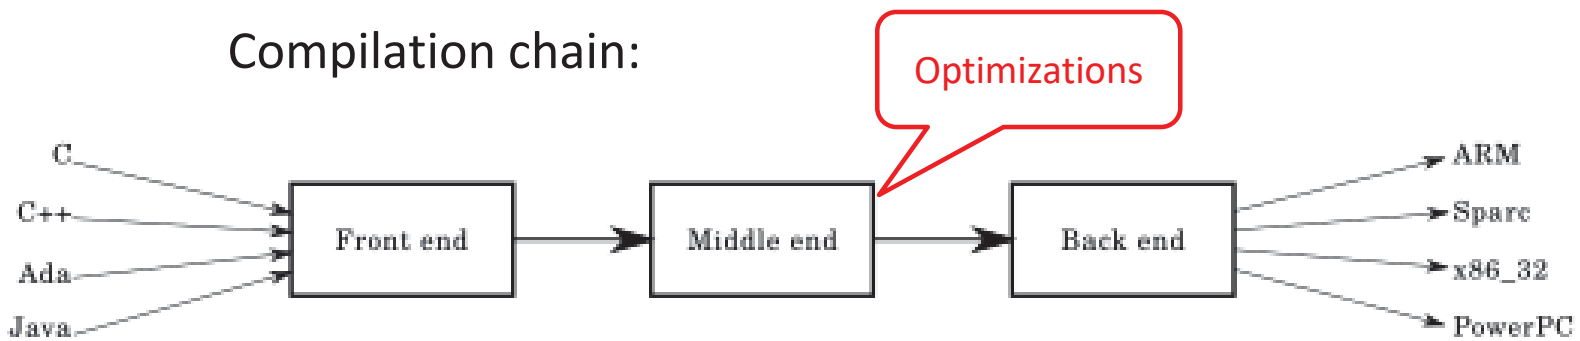 Compilation chain:
Optimizations
C
C++
Ada
Java
Front end
Middle end
Back end
ARM
Sparc
x86_32
PowerPC